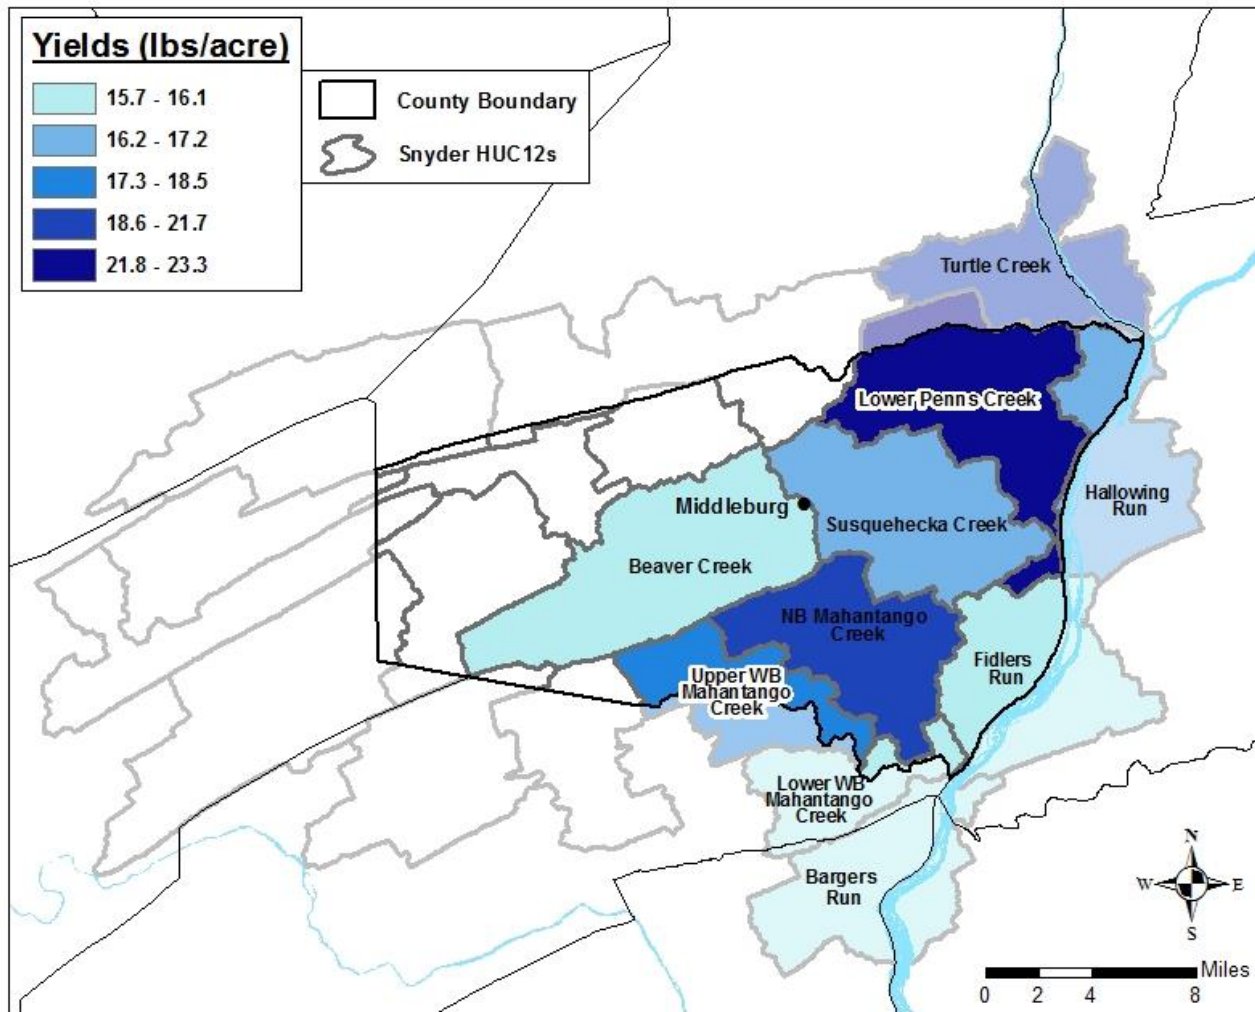 Yields (lbs/acre)
15.7 - 16.1
16.2 - 17.2
17.3 - 18.5
18.6 - 21.7
21.8 - 23.3
County Boundary
Snyder HUC12s
Turtle Creek
Lower Penns Creek
Hallowing
Run
Middleburg
Susquehecka Creek
Beaver Creek
NB Mahantango
Creek
Fidlers
Run
Upper WB
Mahantango
Creek
Lower WB
Mahantango
Creek
Bargers
Run
N
W
E
S
Miles
0 2 4 8